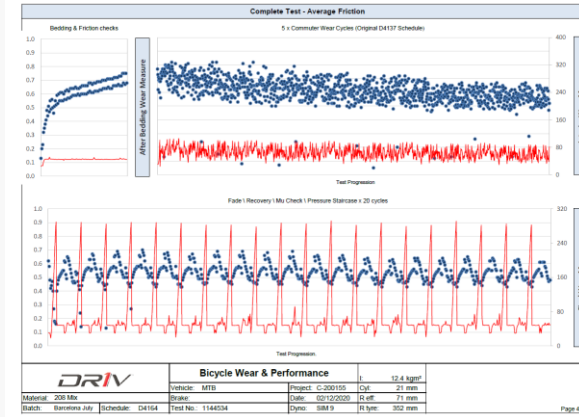 Complete Test - Average Friction
Bedding & Friction checks
5 x Commuter Wear Cycles (Original D4137 Schedule)
1.0
0.9
0.8
0.7
0.6
0.5
0.4
0.3
0.2
0.1
0.0
After Bedding Wear Measure
400
320
240
160
80
0
Test Progression
Fade \ Recovery \ Mu Check \ Pressure Staircase x 20 cycles
1.0
0.9
0.8
0.7
0.6
0.5
0.4
0.3
0.2
0.1
0.0
320
240
160
80
0
Test Progression
DRiV
Bicycle Wear & Performance
I: 12.4 kgm²
Vehicle: MTB Project: C-200155 Cyl: 21 mm
Material: 208 Mix Brake: Date: 02/12/2020 R eff: 71 mm
Batch: Barcelona July Schedule: D4164 Test No.: 1144534 Dyno: SIM 9 R tyre: 352 mm
Page